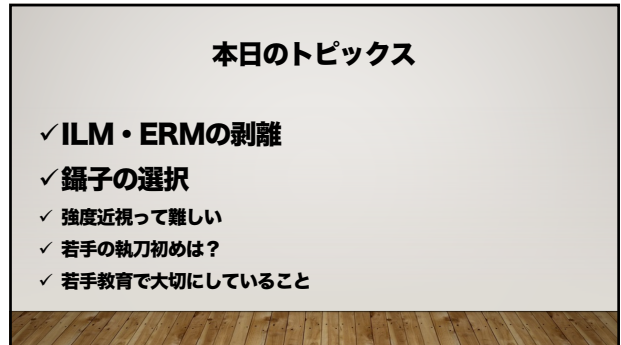 本日のトピックス
✓ILM・ERMの剥離
✓鑷子の選択
✓ 強度近視って難しい
✓ 若手の執刀初めは？
✓ 若手教育で大切にしていること